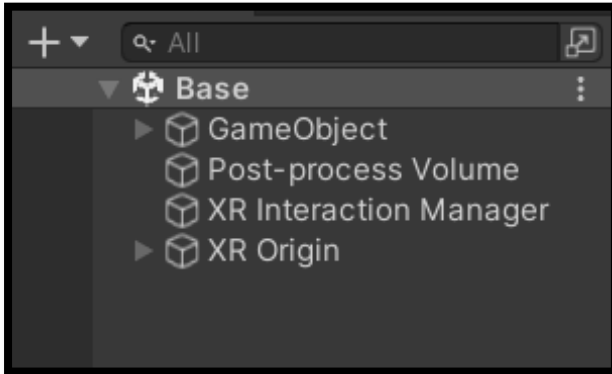 All
Base
GameObject
Post-process Volume
XR Interaction Manager
XR Origin